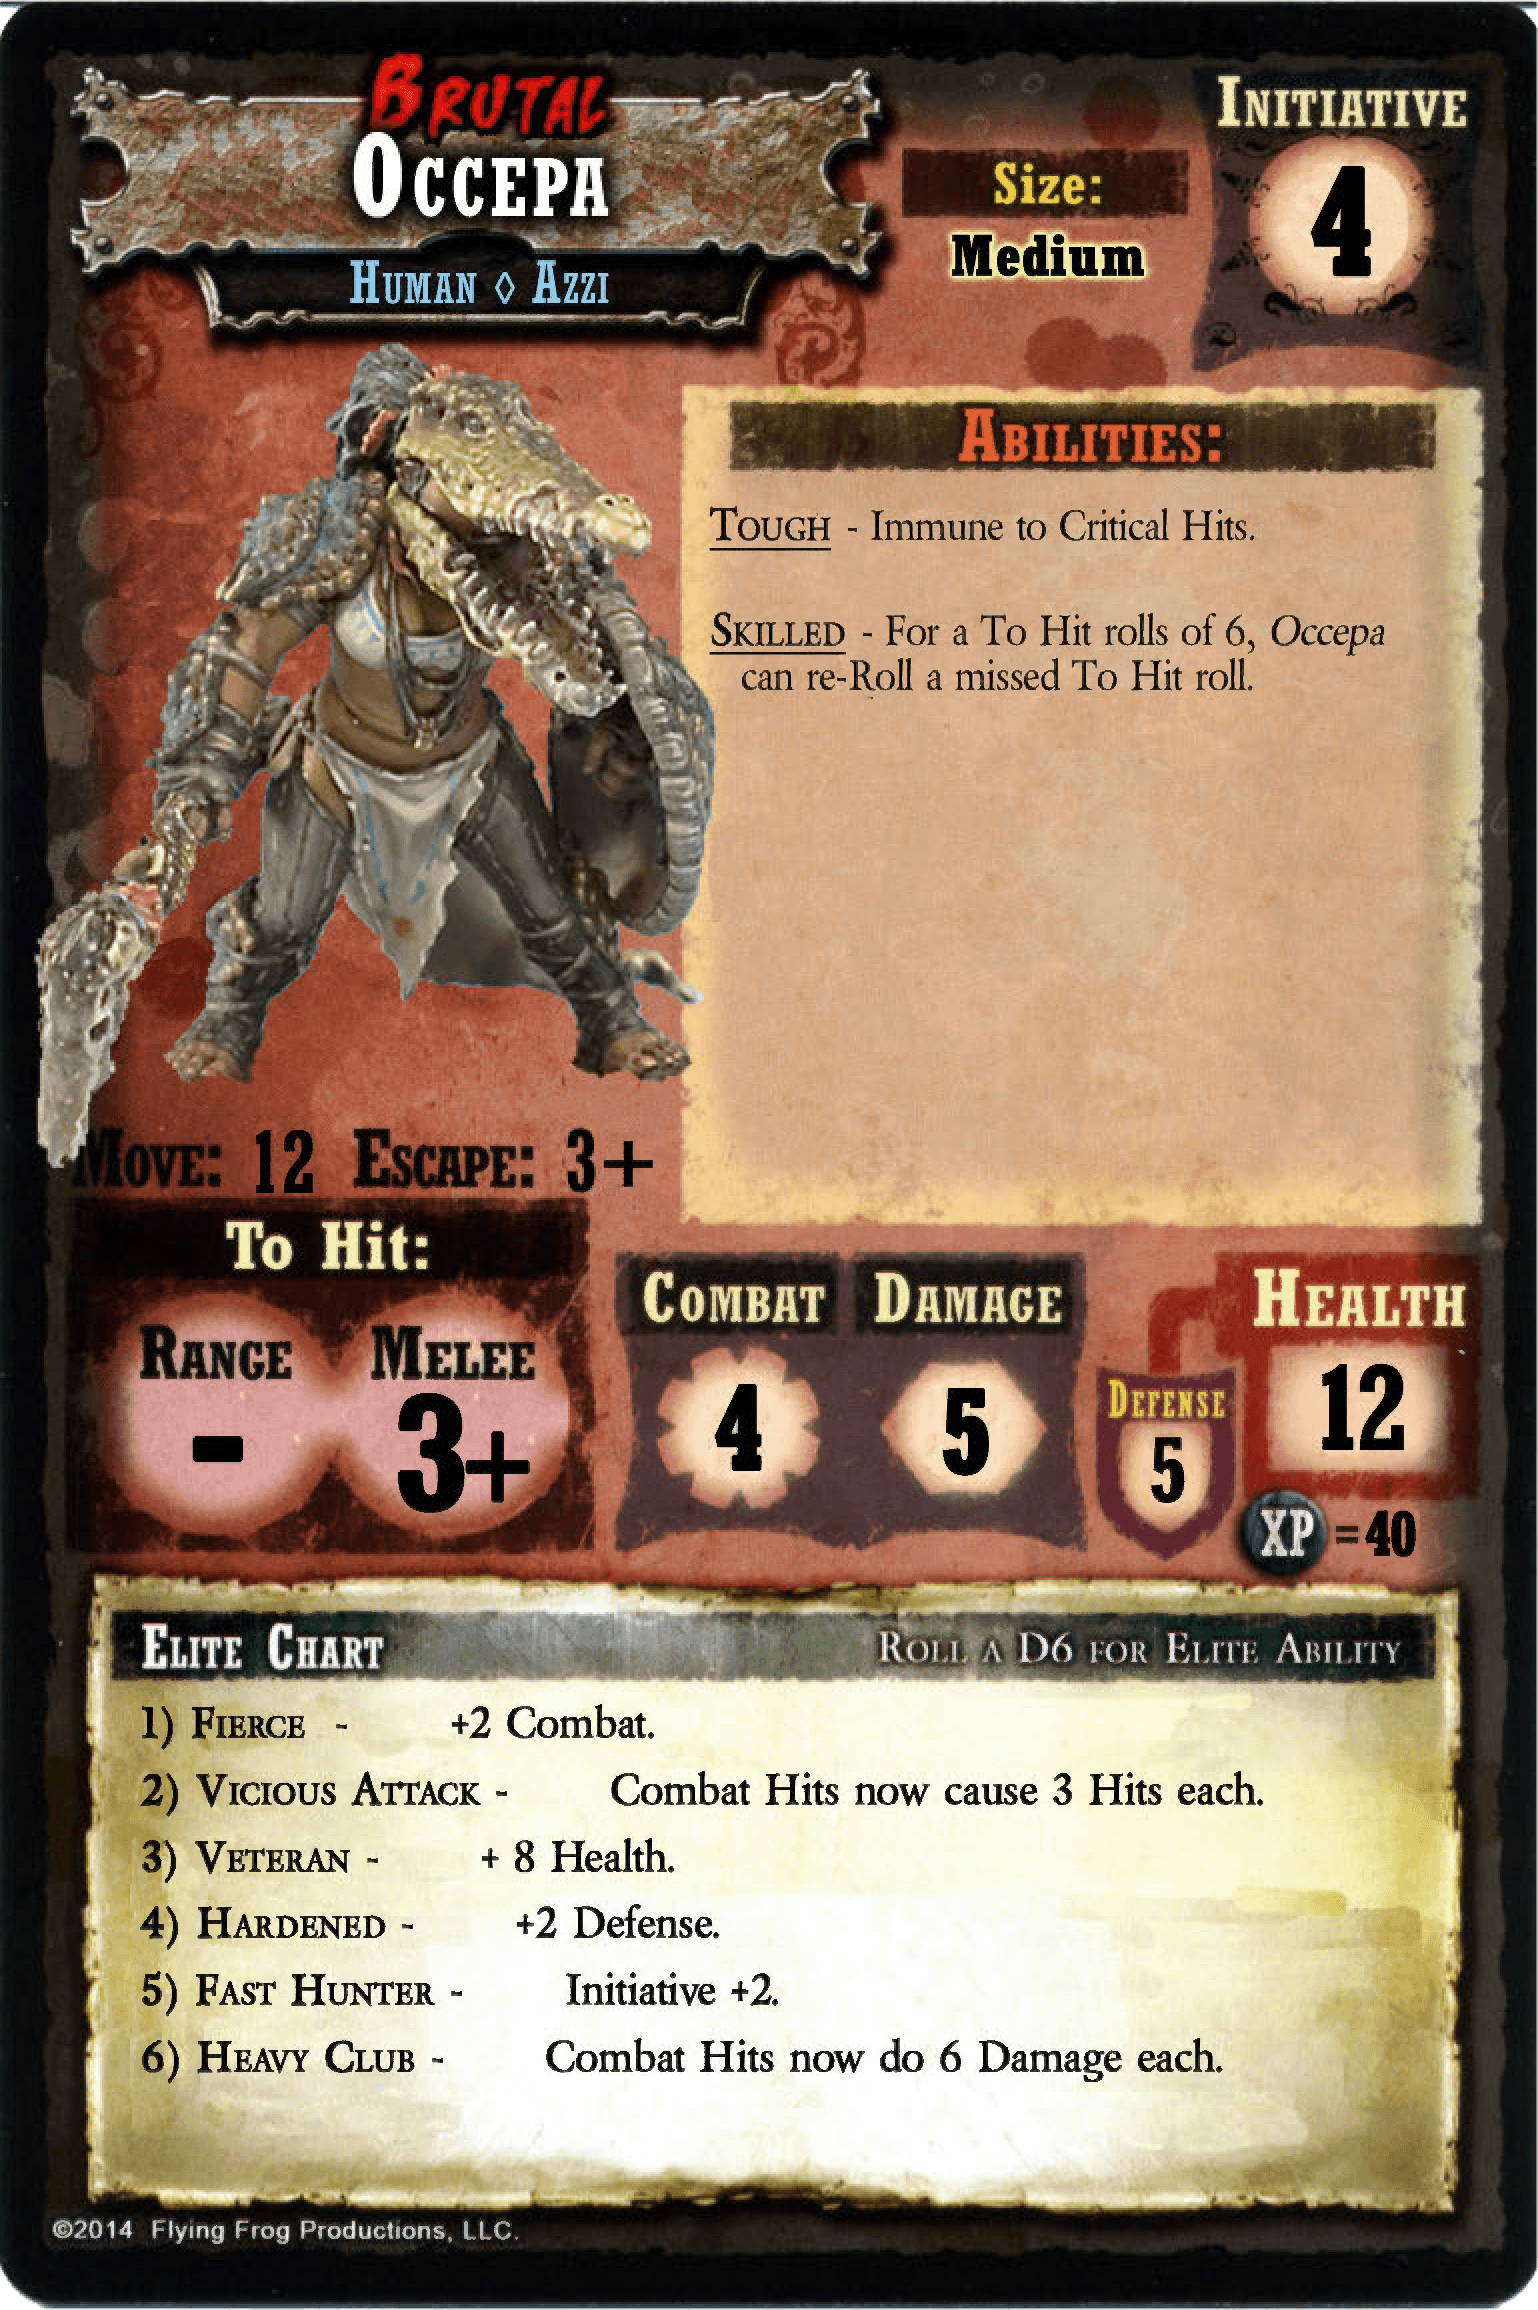 BRUTAL
OCCEPA
HUMAN ◊ AZZI
Size:
Medium
INITIATIVE
4
ABILITIES:
TOUGH - Immune to Critical Hits.
SKILLED - For a To Hit rolls of 6, Occepa
can re-Roll a missed To Hit roll.
MOVE: 12 ESCAPE: 3+
To Hit:
RANGE
-
MELEE
3+
COMBAT
4
DAMAGE
5
DEFENSE
5
HEALTH
12
XP =40
ELITE CHART ROLL A D6 FOR ELITE ABILITY
1) FIERCE - +2 Combat.
2) VICIOUS ATTACK - Combat Hits now cause 3 Hits each.
3) VETERAN - + 8 Health.
4) HARDENED - +2 Defense.
5) FAST HUNTER - Initiative +2.
6) HEAVY CLUB - Combat Hits now do 6 Damage each.
©2014 Flying Frog Productions, LLC.